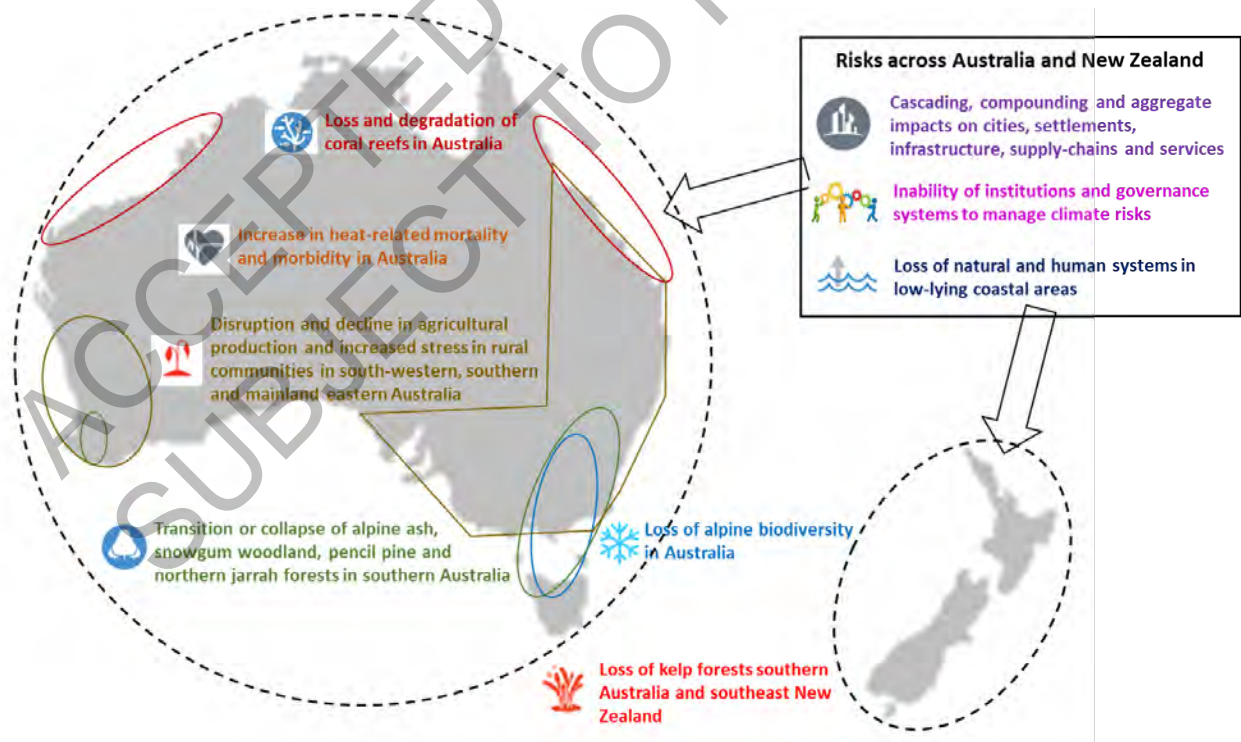 ACCEPTED
SUBJECT TO
Risks across Australia and New Zealand
Cascading, compounding and aggregate
impacts on cities, settlements,
infrastructure, supply-chains and services
Inability of institutions and governance
systems to manage climate risks
Loss of natural and human systems in
low-lying coastal areas
Loss and degradation of
coral reefs in Australia
Increase in heat-related mortality
and morbidity in Australia
Disruption and decline in agricultural
production and increased stress in rural
communities in south-western, southern
and mainland eastern Australia
Transition or collapse of alpine ash,
snowgum woodland, pencil pine and
northern jarrah forests in southern Australia
Loss of alpine biodiversity
in Australia
Loss of kelp forests southern
Australia and southeast New
Zealand